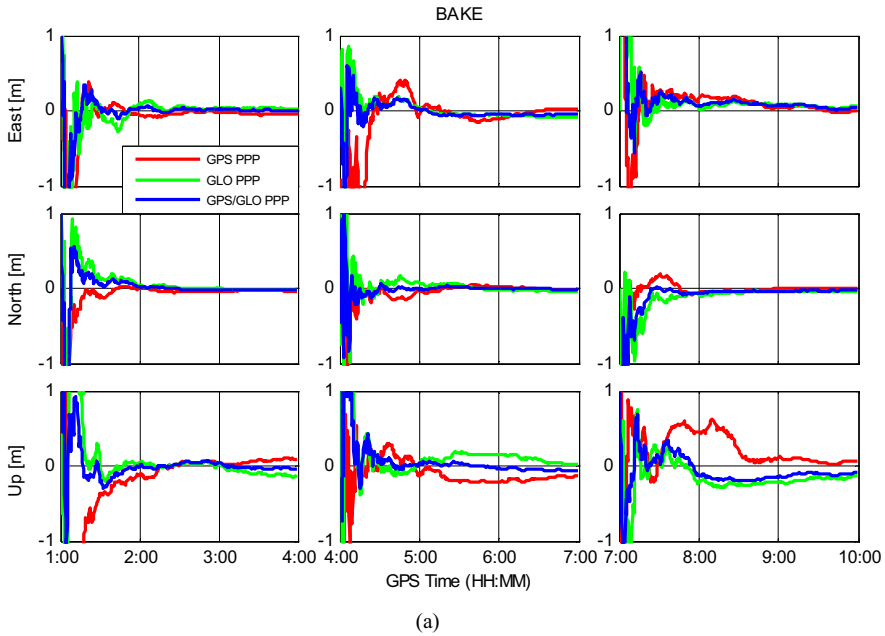 BAKE
East [m]
1
0
-1
1
0
-1
1
0
-1
GPS PPP
GLO PPP
GPS/GLO PPP
North [m]
1
0
-1
1
0
-1
1
0
-1
Up [m]
1
0
-1
1
0
-1
1
0
-1
1:00 2:00 3:00 4:00
4:00 5:00 6:00 7:00
7:00 8:00 9:00 10:00
GPS Time (HH:MM)
(a)